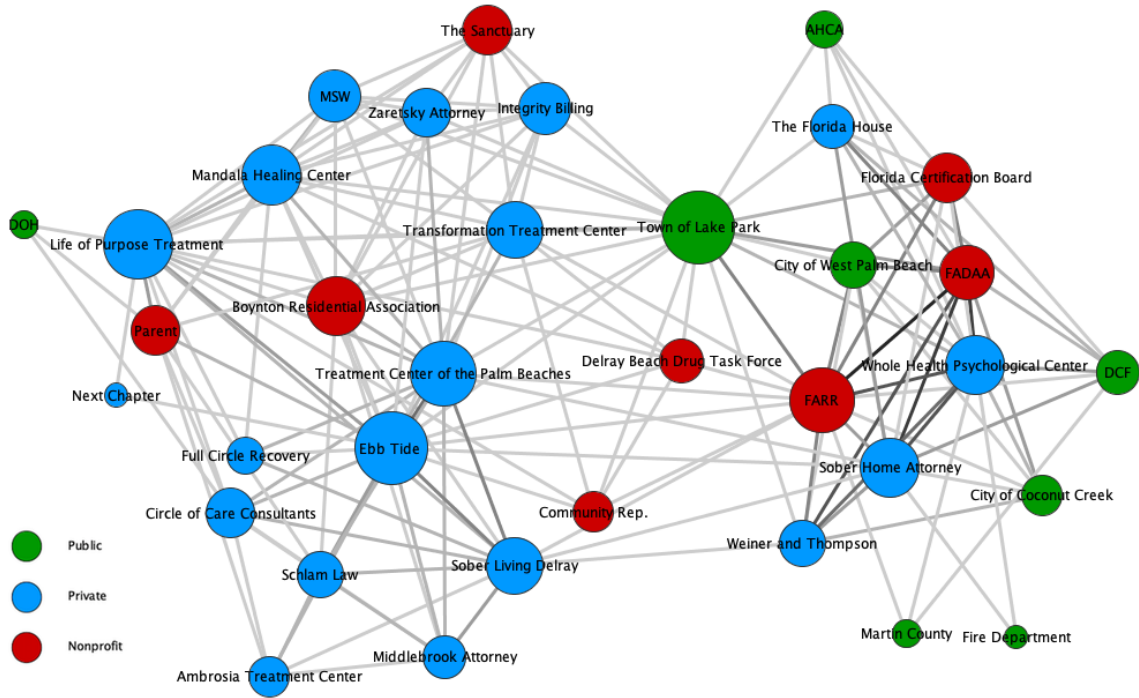 The Sanctuary
AHCA
MSW
Zaretsky Attorney
Integrity Billing
The Florida House
Mandala Healing Center
Florida Certification Board
DOH
Life of Purpose Treatment
Transformation Treatment Center
Town of Lake Park
City of West Palm Beach
FADAA
Boynton Residential Association
Parent
Delray Beach Drug Task Force
Whole Health Psychological Center
DCF
Treatment Center of the Palm Beaches
Next Chapter
FARR
Ebb Tide
Full Circle Recovery
Sober Home Attorney
City of Coconut Creek
Circle of Care Consultants
Community Rep.
Weiner and Thompson
Public
Schlam Law
Sober Living Delray
Private
Martin County
Fire Department
Nonprofit
Middlebrook Attorney
Ambrosia Treatment Center